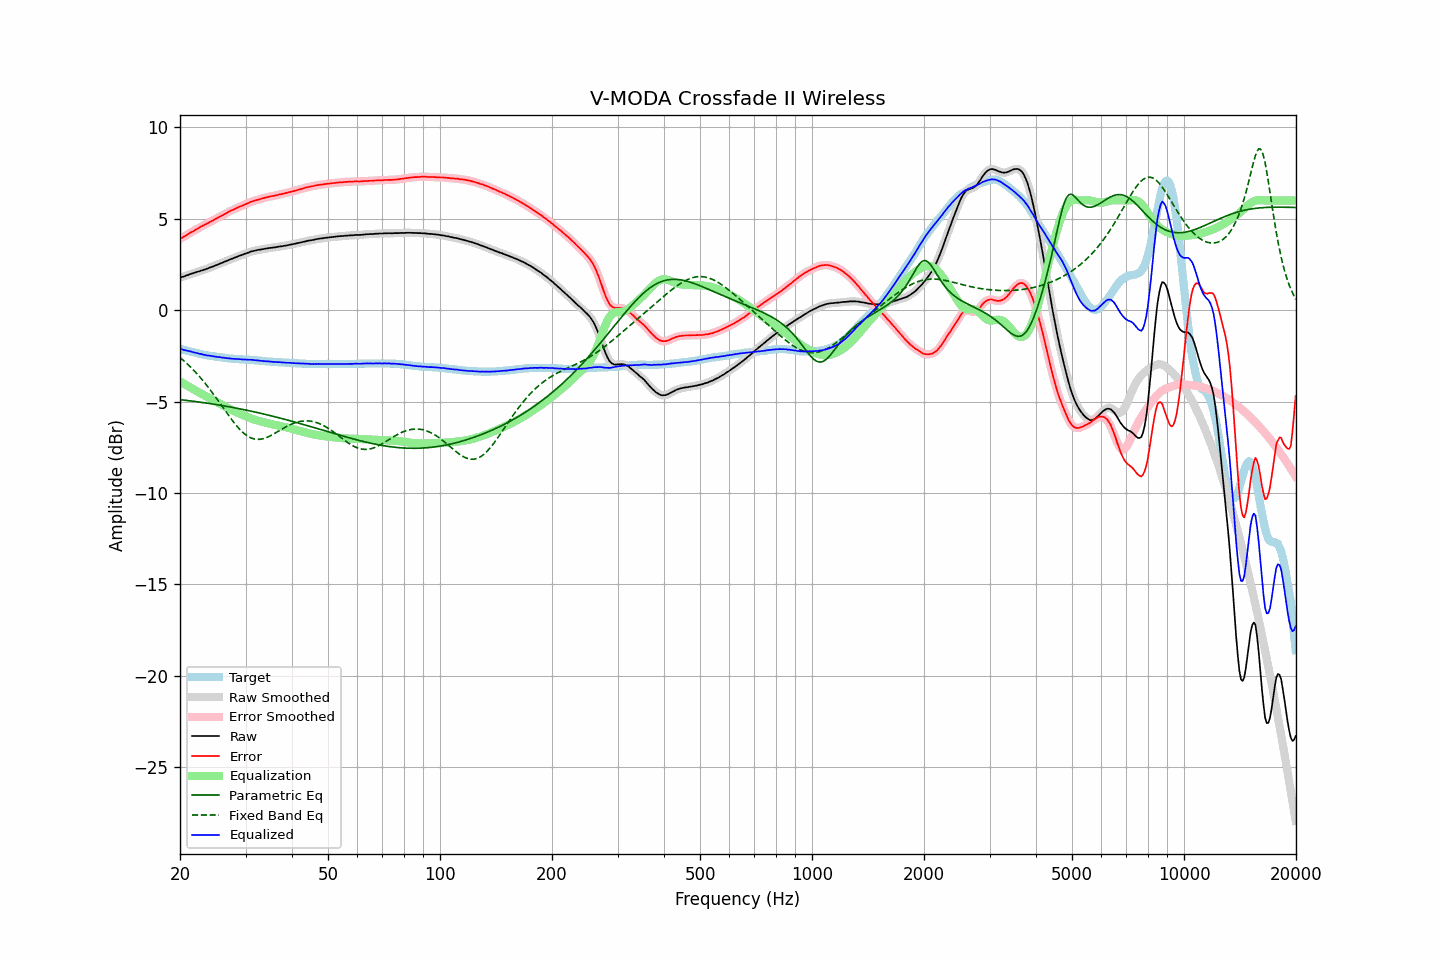 V-MODA Crossfade II Wireless
10
5
0
−5
−10
−15
−20
−25
Amplitude (dBr)
Target
Raw Smoothed
Error Smoothed
Raw
Error
Equalization
Parametric Eq
Fixed Band Eq
Equalized
20 50 100 200 500 1000 2000 5000 10000 20000
Frequency (Hz)